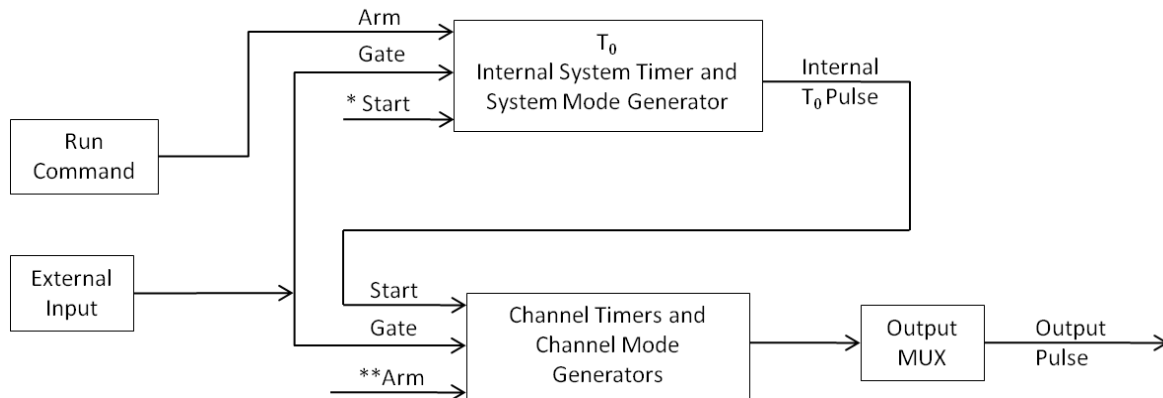 Arm
T₀
Gate
Internal System Timer and
System Mode Generator
* Start
Internal
T₀ Pulse
Run
Command
External
Input
Start
Gate
**Arm
Channel Timers and
Channel Mode
Generators
Output
MUX
Output
Pulse